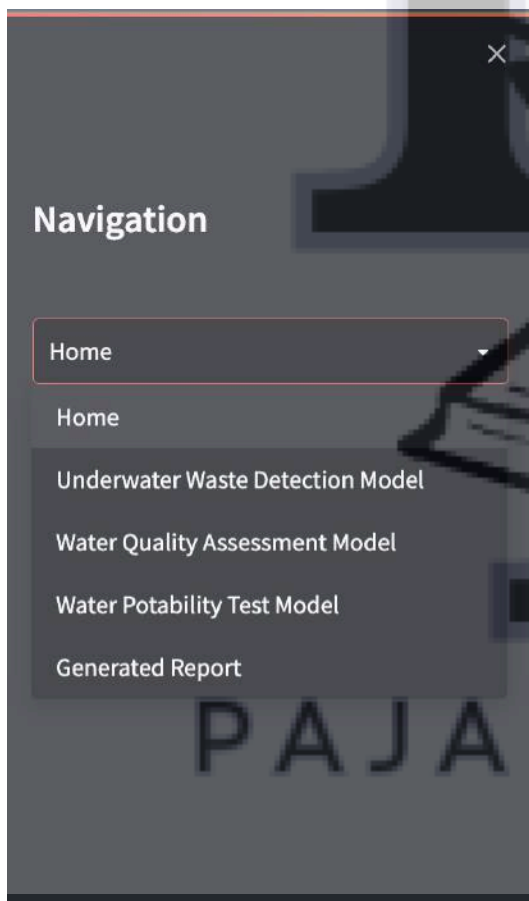 Navigation
Home
Home
Underwater Waste Detection Model
Water Quality Assessment Model
Water Potability Test Model
Generated Report
PAJA